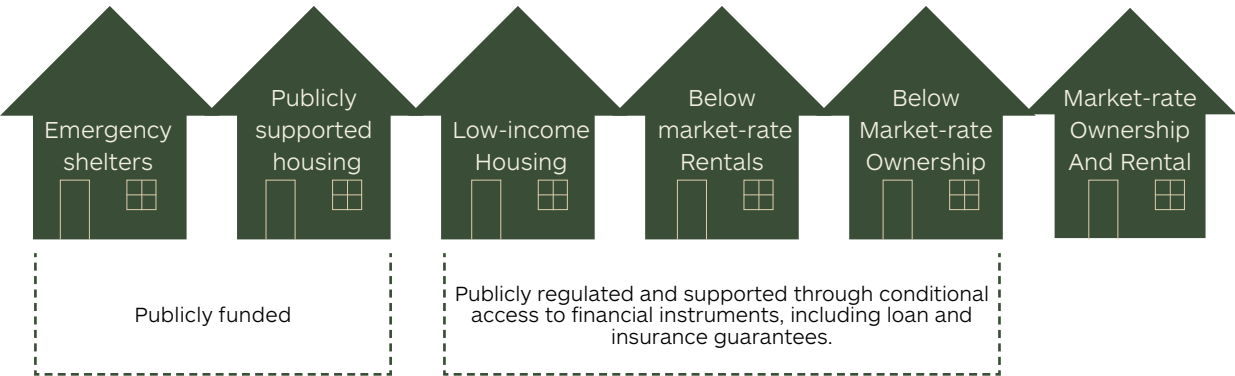 Emergency
shelters
Publicly
supported
housing
Low-income
Housing
Below
market-rate
Rentals
Below
Market-rate
Ownership
Market-rate
Ownership
And Rental
Publicly funded
Publicly regulated and supported through conditional
access to financial instruments, including loan and
insurance guarantees.